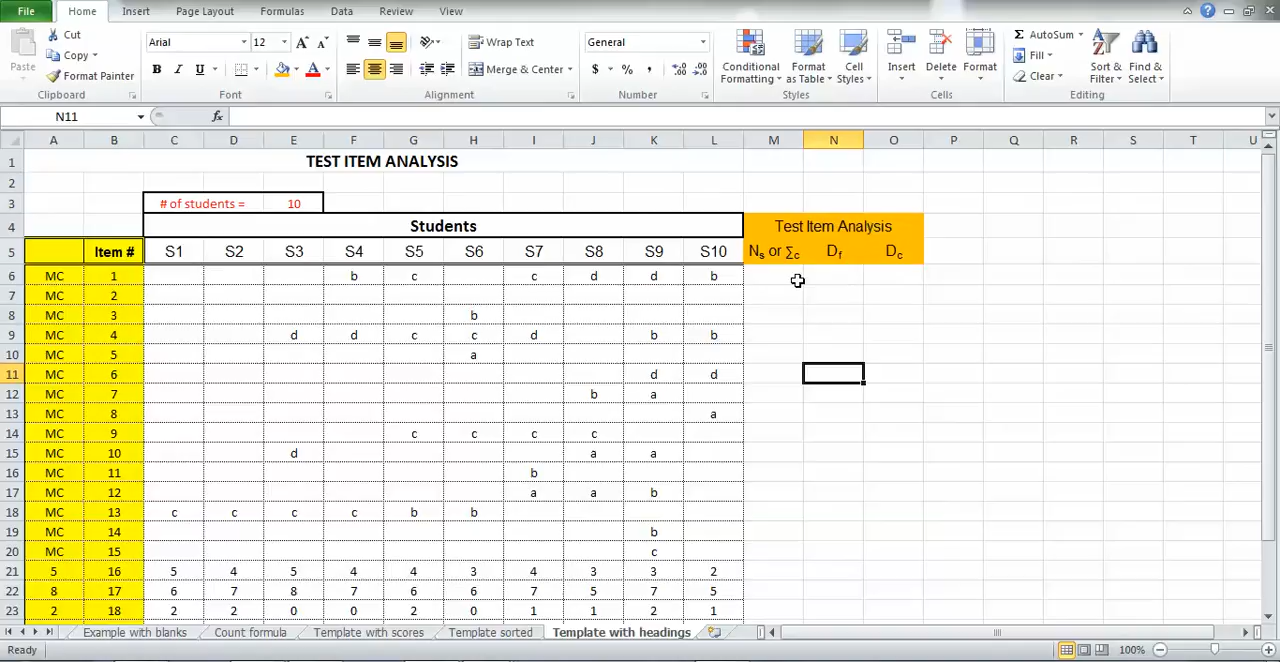 File Home Insert Page Layout Formulas Data Review View
Cut
Copy
Format Painter
Paste
Clipboard
Arial 12 A A
B I U A
Font
Wrap Text
Merge & Center
Alignment
General
$ % ,
Number
Conditional Formatting
Format as Table
Cell Styles
Styles
Insert Delete Format
Cells
Σ AutoSum
Fill
Clear
Sort & Filter
Find & Select
Editing
N11 fx
A B C D E F G H I J K L M N O P Q R S T U
1 TEST ITEM ANALYSIS
2
3 # of students = 10
4 Students Test Item Analysis
5 Item # S1 S2 S3 S4 S5 S6 S7 S8 S9 S10 Ns or ∑c Df Dc
6 MC 1 b c c d d b
7 MC 2
8 MC 3 b
9 MC 4 d d c c d b b
10 MC 5 a
11 MC 6 d d
12 MC 7 b a
13 MC 8 a
14 MC 9 c c c c
15 MC 10 d a a
16 MC 11 b
17 MC 12 a a b
18 MC 13 c c c c b b
19 MC 14 b
20 MC 15 c
21 5 16 5 4 5 4 4 3 4 3 3 2
22 8 17 6 7 8 7 6 6 7 5 7 5
23 2 18 2 2 0 0 2 0 1 1 2 1
Example with blanks Count formula Template with scores Template sorted Template with headings
Ready 100%